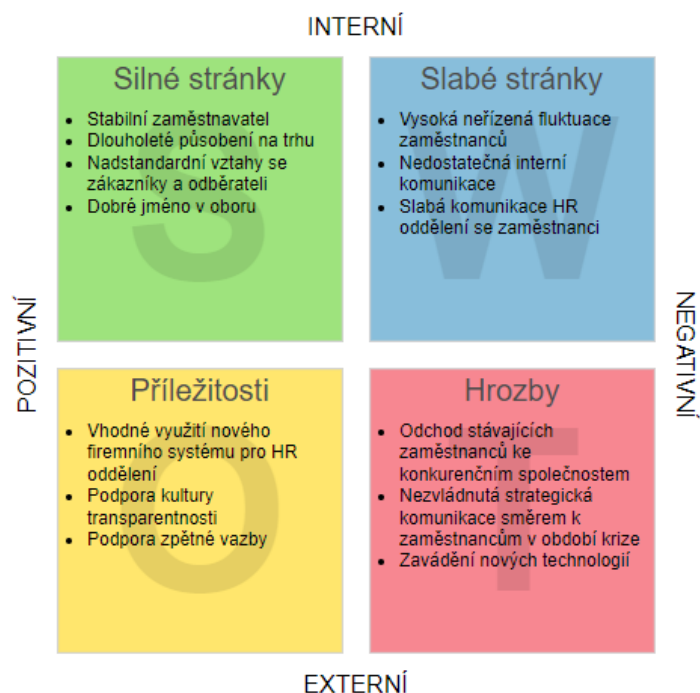 INTERNÍ
POZITIVNÍ
NEGATIVNÍ
Silné stránky
• Stabilní zaměstnavatel
• Dlouholeté působení na trhu
• Nadstandardní vztahy se
zákazníky a odběrateli
• Dobré jméno v oboru
S
Slabé stránky
• Vysoká neřízená fluktuace
zaměstnanců
• Nedostatečná interní
komunikace
• Slabá komunikace HR
oddělení se zaměstnanci
W
Příležitosti
• Vhodné využití nového
firemního systému pro HR
oddělení
• Podpora kultury
transparentnosti
• Podpora zpětné vazby
O
Hrozby
• Odchod stávajících
zaměstnanců ke
konkurenčním společnostem
• Nezvládnutá strategická
komunikace směrem k
zaměstnancům v období krize
• Zavádění nových technologií
T
EXTERNÍ